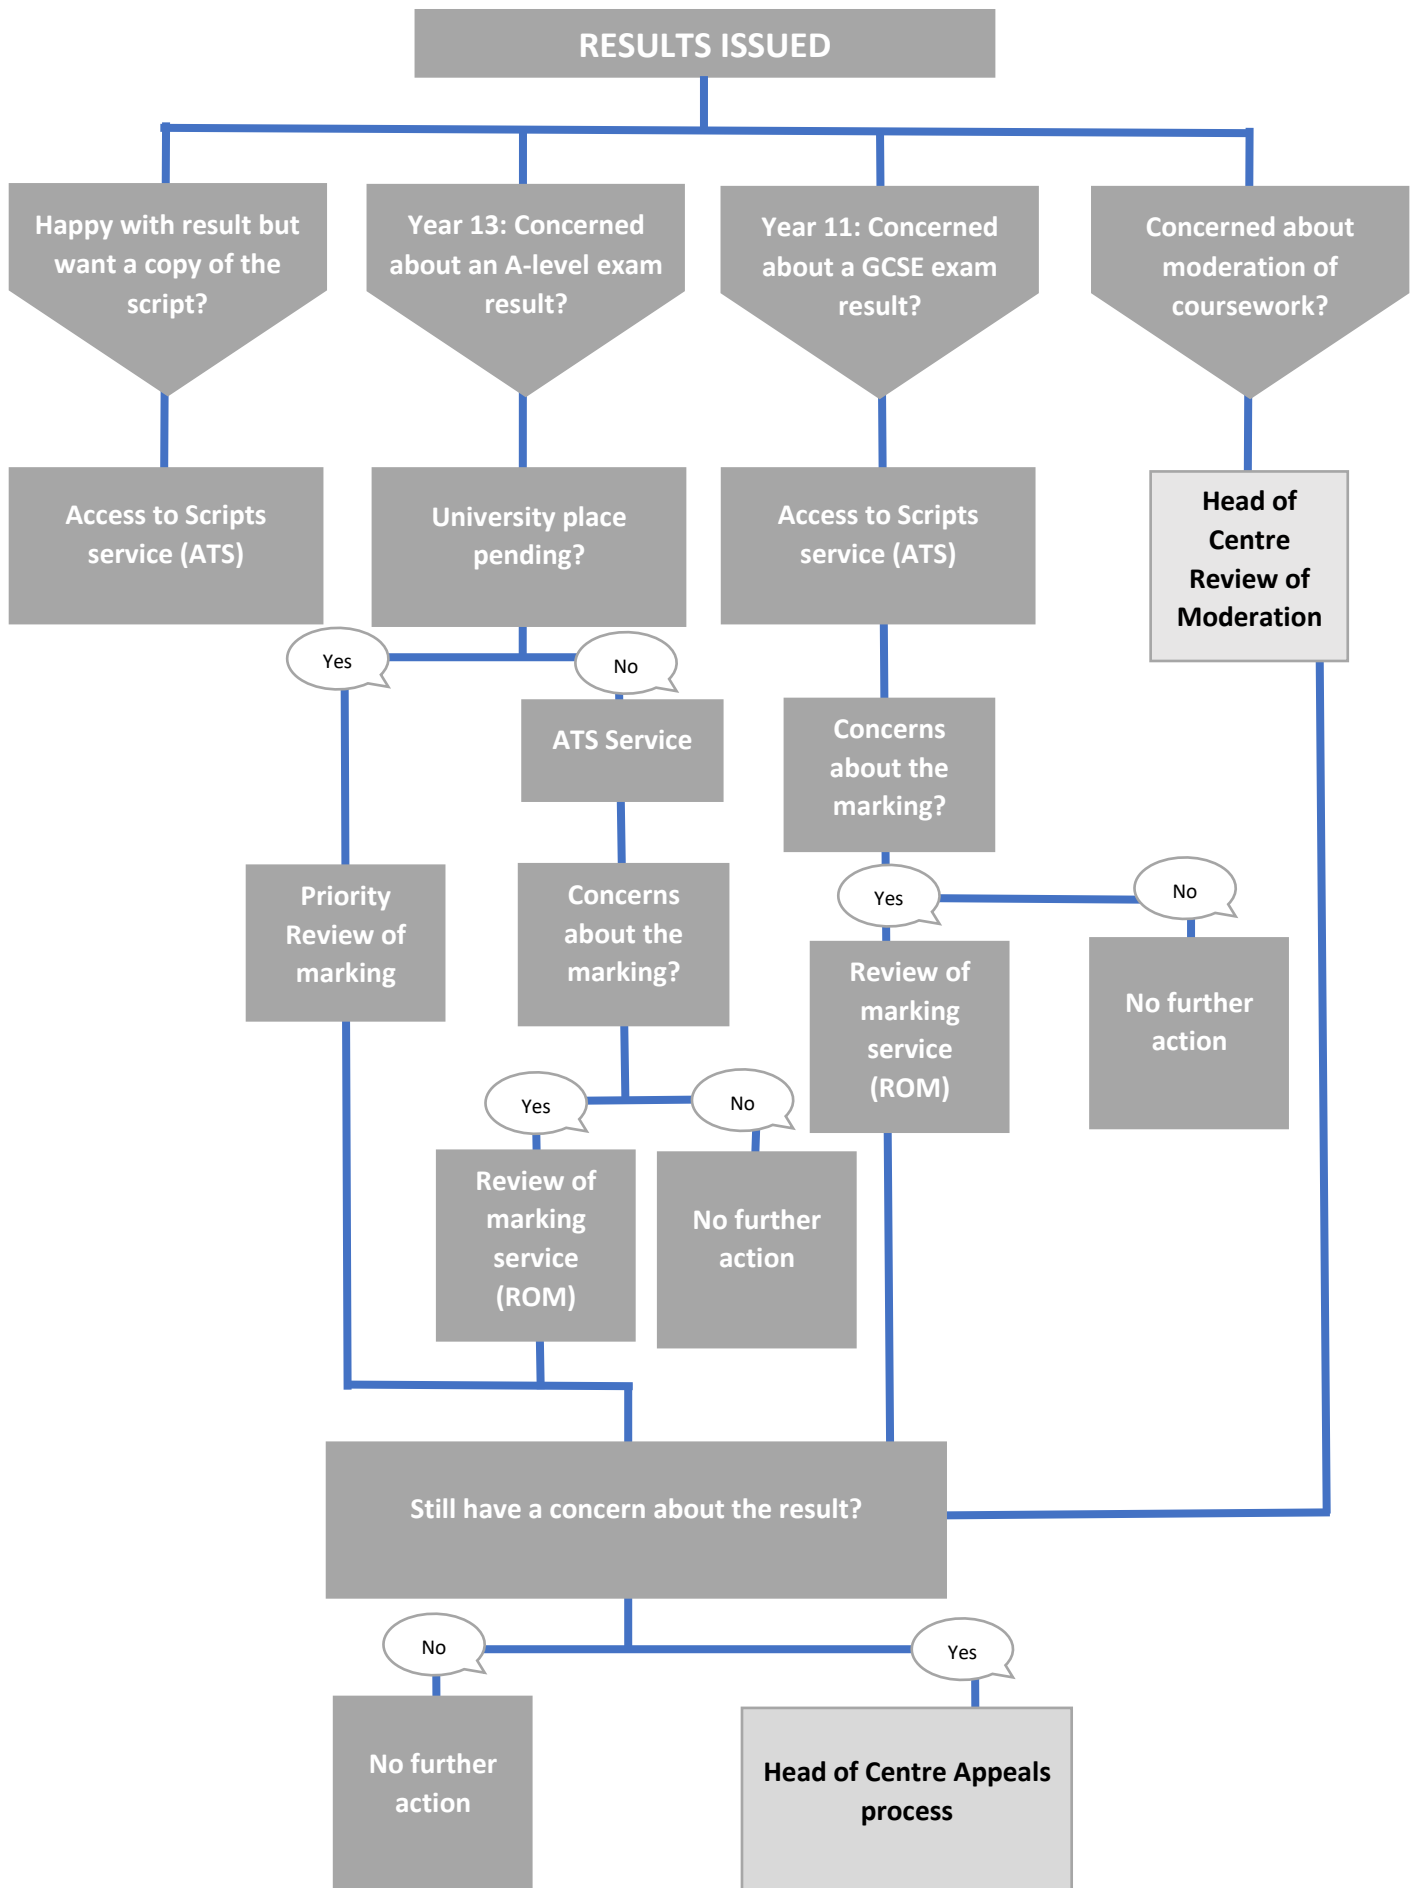 RESULTS ISSUED
Happy with result but
want a copy of the
script?
Year 13: Concerned
about an A-level exam
result?
Year 11: Concerned
about a GCSE exam
result?
Concerned about
moderation of
coursework?
Access to Scripts
service (ATS)
University place
pending?
Access to Scripts
service (ATS)
Head of
Centre
Review of
Moderation
Yes
No
ATS Service
Concerns
about the
marking?
Priority
Review of
marking
Concerns
about the
marking?
Yes
No
Review of
marking
service
(ROM)
No further
action
Yes
No
Review of
marking
service
(ROM)
No further
action
Still have a concern about the result?
No
Yes
No further
action
Head of Centre Appeals
process